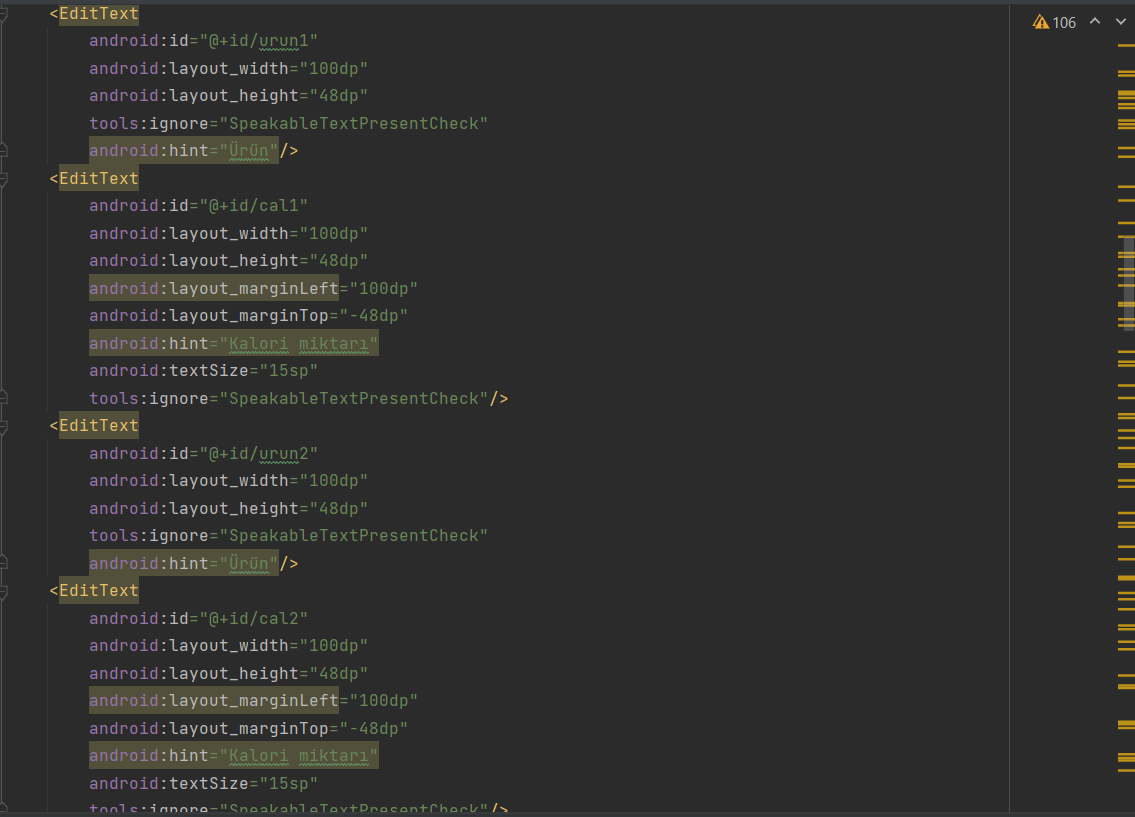 <EditText
android:id="@+id/urun1"
106
android:layout_width="100dp"
android:layout_height="48dp"
tools:ignore="SpeakableTextPresentCheck"
android:hint="Ürün"/>
<EditText
android:id="@+id/cal1"
android:layout_width="100dp"
android:layout_height="48dp"
android:layout_marginLeft="100dp"
android:layout_marginTop="-48dp"
android:hint="Kalori miktarı"
android:textSize="15sp"
tools:ignore="SpeakableTextPresentCheck"/>
<EditText
android:id="@+id/urun2"
android:layout_width="100dp"
android:layout_height="48dp"
tools:ignore="SpeakableTextPresentCheck"
android:hint="Ürün"/>
<EditText
android:id="@+id/cal2"
android:layout_width="100dp"
android:layout_height="48dp"
android:layout_marginLeft="100dp"
android:layout_marginTop="-48dp"
android:hint="Kalori miktarı"
android:textSize="15sp"
tools:ignore="SpeakableTextPresentCheck"/>